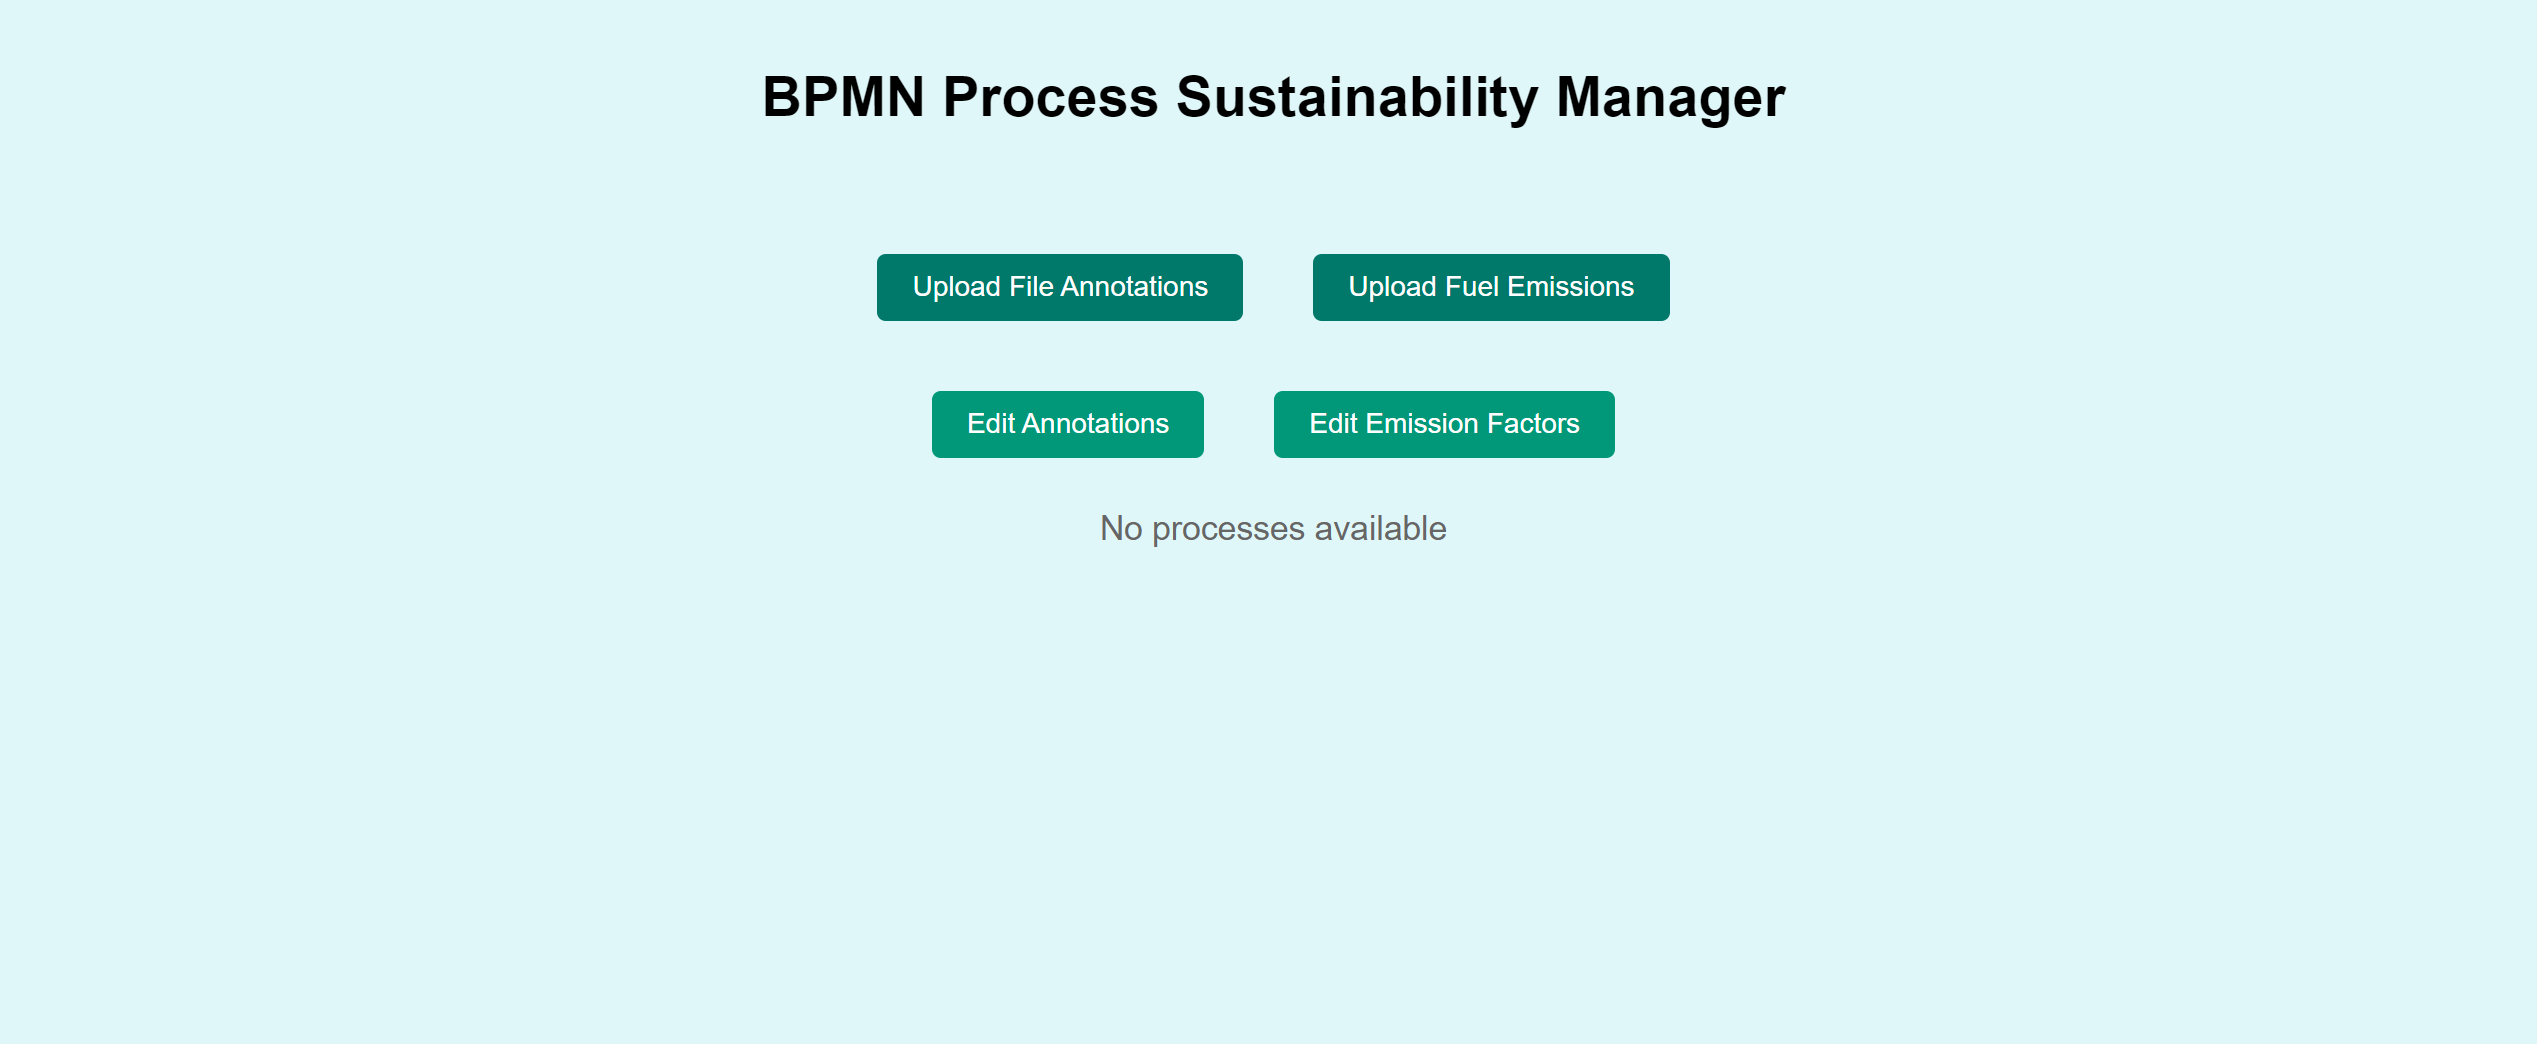 BPMN Process Sustainability Manager
Upload File Annotations Upload Fuel Emissions
Edit Annotations Edit Emission Factors
No processes available